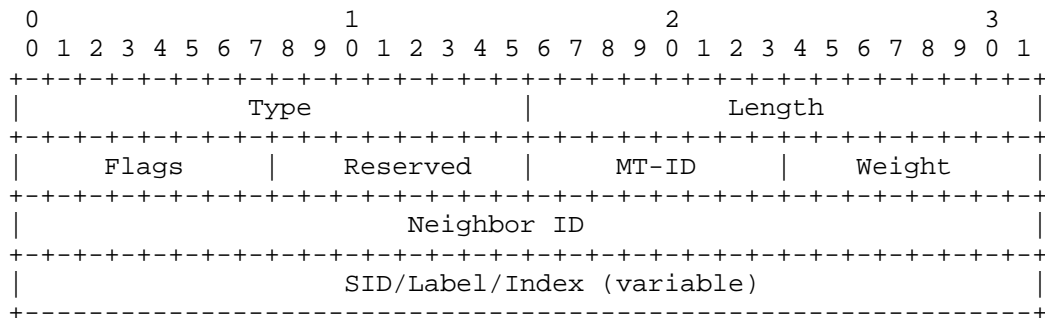 0                   1                   2                   3
 0 1 2 3 4 5 6 7 8 9 0 1 2 3 4 5 6 7 8 9 0 1 2 3 4 5 6 7 8 9 0 1
+-+-+-+-+-+-+-+-+-+-+-+-+-+-+-+-+-+-+-+-+-+-+-+-+-+-+-+-+-+-+-+-+
|              Type             |            Length             |
+-+-+-+-+-+-+-+-+-+-+-+-+-+-+-+-+-+-+-+-+-+-+-+-+-+-+-+-+-+-+-+-+
|     Flags     |    Reserved   |     MT-ID     |    Weight     |
+-+-+-+-+-+-+-+-+-+-+-+-+-+-+-+-+-+-+-+-+-+-+-+-+-+-+-+-+-+-+-+-+
|                        Neighbor ID                            |
+-+-+-+-+-+-+-+-+-+-+-+-+-+-+-+-+-+-+-+-+-+-+-+-+-+-+-+-+-+-+-+-+
|                    SID/Label/Index (variable)                 |
+---------------------------------------------------------------+